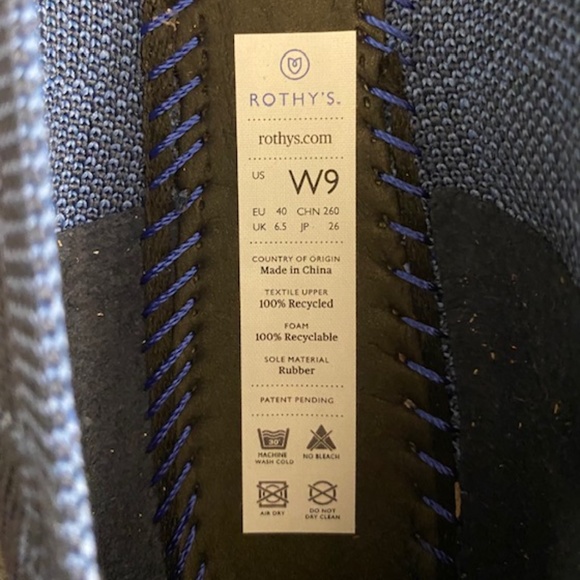 ROTHY'S™
rothys.com
US W9
EU 40 CHN 260
UK 6.5 JP 26
COUNTRY OF ORIGIN
Made in China
TEXTILE UPPER
100% Recycled
FOAM
100% Recyclable
SOLE MATERIAL
Rubber
PATENT PENDING
30°
MACHINE WASH COLD
NO BLEACH
AIR DRY
DO NOT DRY CLEAN